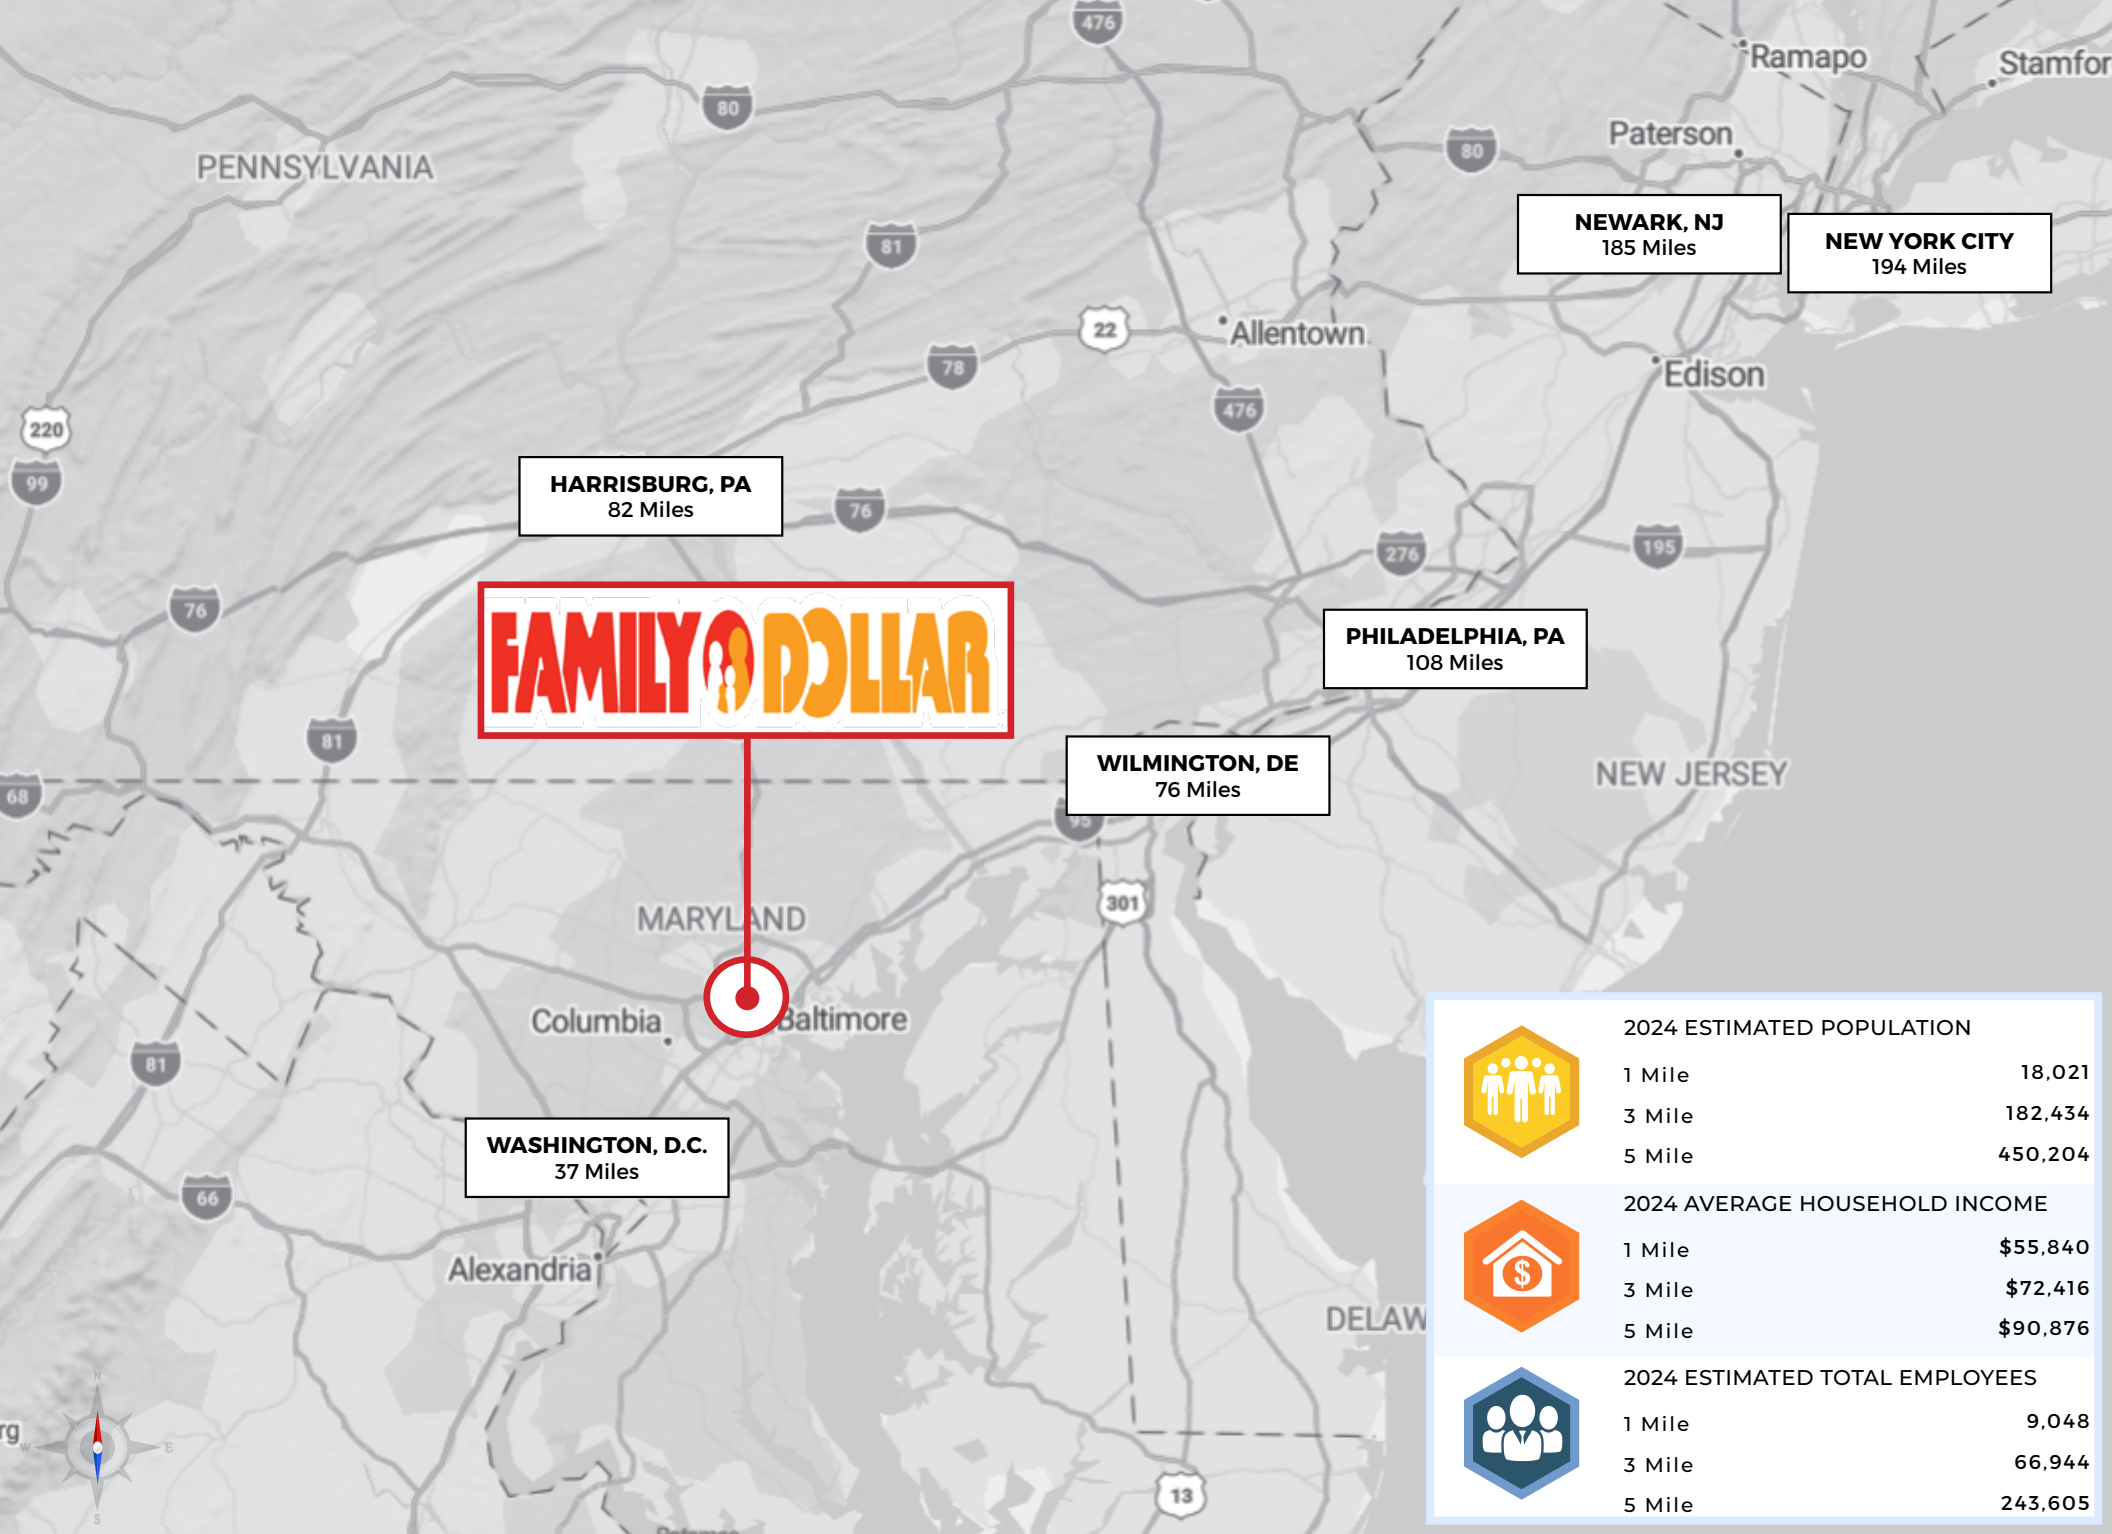 476
Ramapo
Stamfor
80
Paterson
80
PENNSYLVANIA
NEWARK, NJ
185 Miles
NEW YORK CITY
194 Miles
81
22
Allentown
78
Edison
476
220
99
HARRISBURG, PA
82 Miles
76
276
195
76
FAMILY DOLLAR
PHILADELPHIA, PA
108 Miles
81
WILMINGTON, DE
76 Miles
NEW JERSEY
68
95
301
MARYLAND
Columbia
Baltimore
81
WASHINGTON, D.C.
37 Miles
66
Alexandria
DELAW
2024 ESTIMATED POPULATION
1 Mile 18,021
3 Mile 182,434
5 Mile 450,204
2024 AVERAGE HOUSEHOLD INCOME
1 Mile $55,840
3 Mile $72,416
5 Mile $90,876
2024 ESTIMATED TOTAL EMPLOYEES
1 Mile 9,048
3 Mile 66,944
5 Mile 243,605
N
rg
W
E
S
13